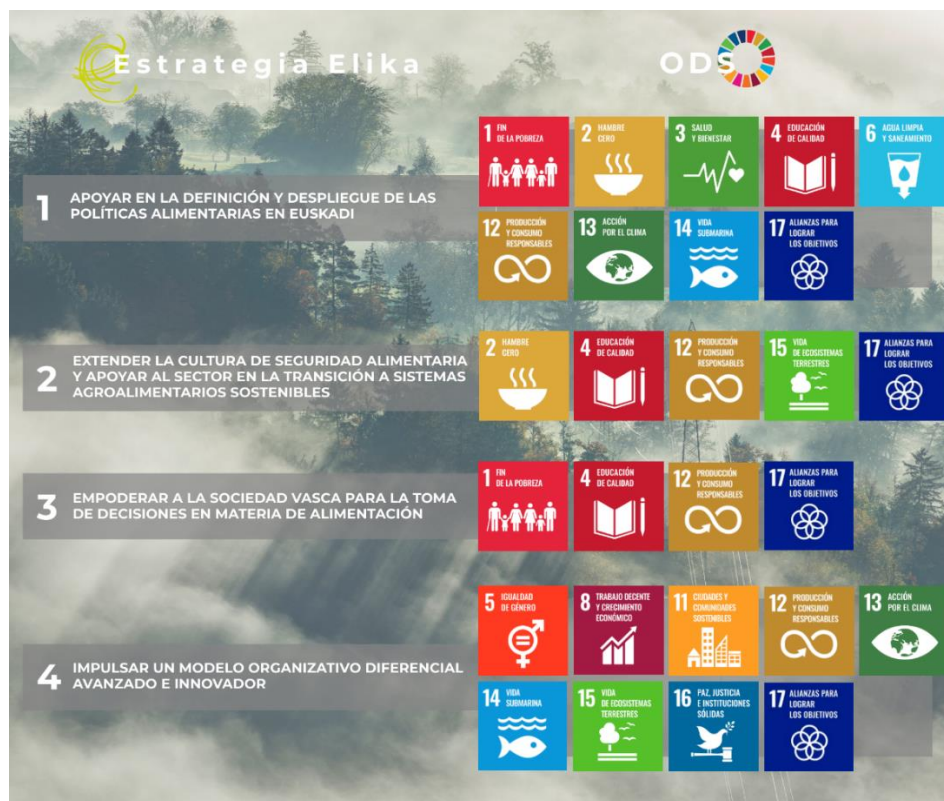 Estrategia Elika
ODS
1 FIN
DE LA POBREZA
2 HAMBRE
CERO
3 SALUD
Y BIENESTAR
4 EDUCACIÓN
DE CALIDAD
6 AGUA LIMPIA
Y SANEAMIENTO
1 APOYAR EN LA DEFINICIÓN Y DESPLIEGUE DE LAS
POLÍTICAS ALIMENTARIAS EN EUSKADI
12 PRODUCCIÓN
Y CONSUMO
RESPONSABLES
13 ACCIÓN
POR EL CLIMA
14 VIDA
SUBMARINA
17 ALIANZAS PARA
LOGRAR
LOS OBJETIVOS
2 EXTENDER LA CULTURA DE SEGURIDAD ALIMENTARIA
Y APOYAR AL SECTOR EN LA TRANSICIÓN A SISTEMAS
AGROALIMENTARIOS SOSTENIBLES
2 HAMBRE
CERO
4 EDUCACIÓN
DE CALIDAD
12 PRODUCCIÓN
Y CONSUMO
RESPONSABLES
15 VIDA
DE ECOSISTEMAS
TERRESTRES
17 ALIANZAS PARA
LOGRAR
LOS OBJETIVOS
3 EMPODERAR A LA SOCIEDAD VASCA PARA LA TOMA
DE DECISIONES EN MATERIA DE ALIMENTACIÓN
1 FIN
DE LA POBREZA
4 EDUCACIÓN
DE CALIDAD
12 PRODUCCIÓN
Y CONSUMO
RESPONSABLES
17 ALIANZAS PARA
LOGRAR
LOS OBJETIVOS
4 IMPULSAR UN MODELO ORGANIZATIVO DIFERENCIAL
AVANZADO E INNOVADOR
5 IGUALDAD
DE GÉNERO
8 TRABAJO DECENTE
Y CRECIMIENTO
ECONÓMICO
11 CIUDADES Y
COMUNIDADES
SOSTENIBLES
12 PRODUCCIÓN
Y CONSUMO
RESPONSABLES
13 ACCIÓN
POR EL CLIMA
14 VIDA
SUBMARINA
15 VIDA
DE ECOSISTEMAS
TERRESTRES
16 PAZ, JUSTICIA
E INSTITUCIONES
SÓLIDAS
17 ALIANZAS PARA
LOGRAR
LOS OBJETIVOS